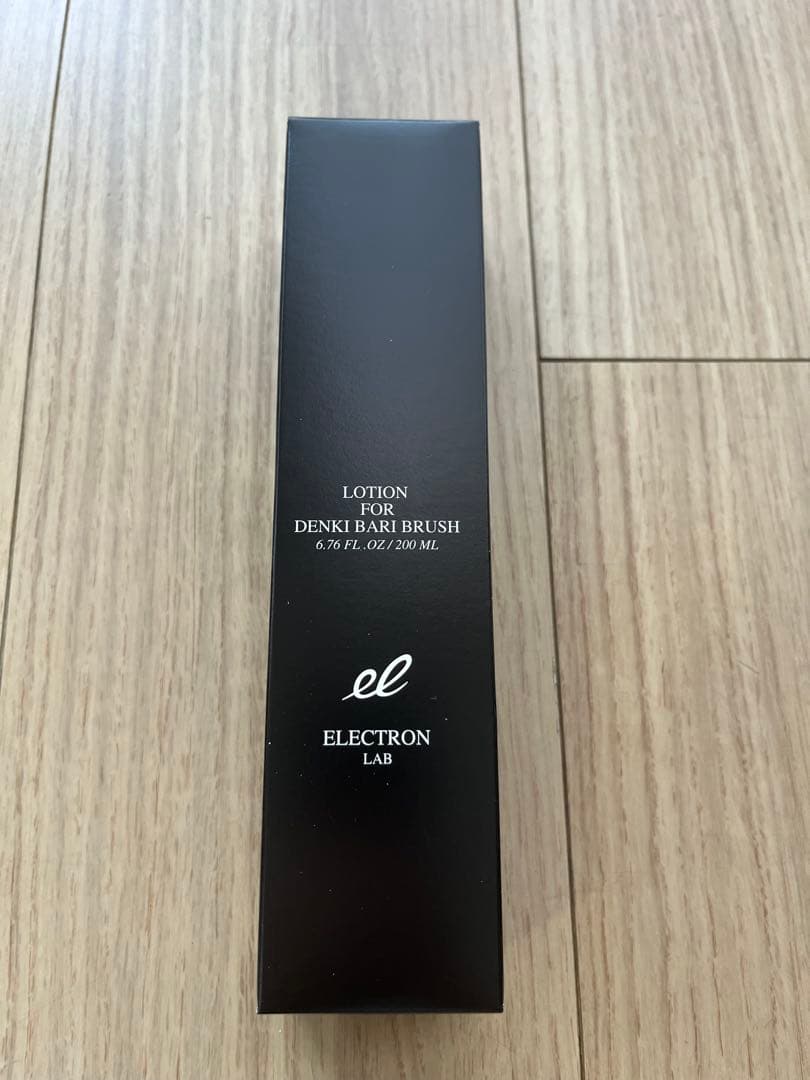 LOTION
FOR
DENKI BARI BRUSH
6.76 FL .OZ / 200 ML
el
ELECTRON
LAB